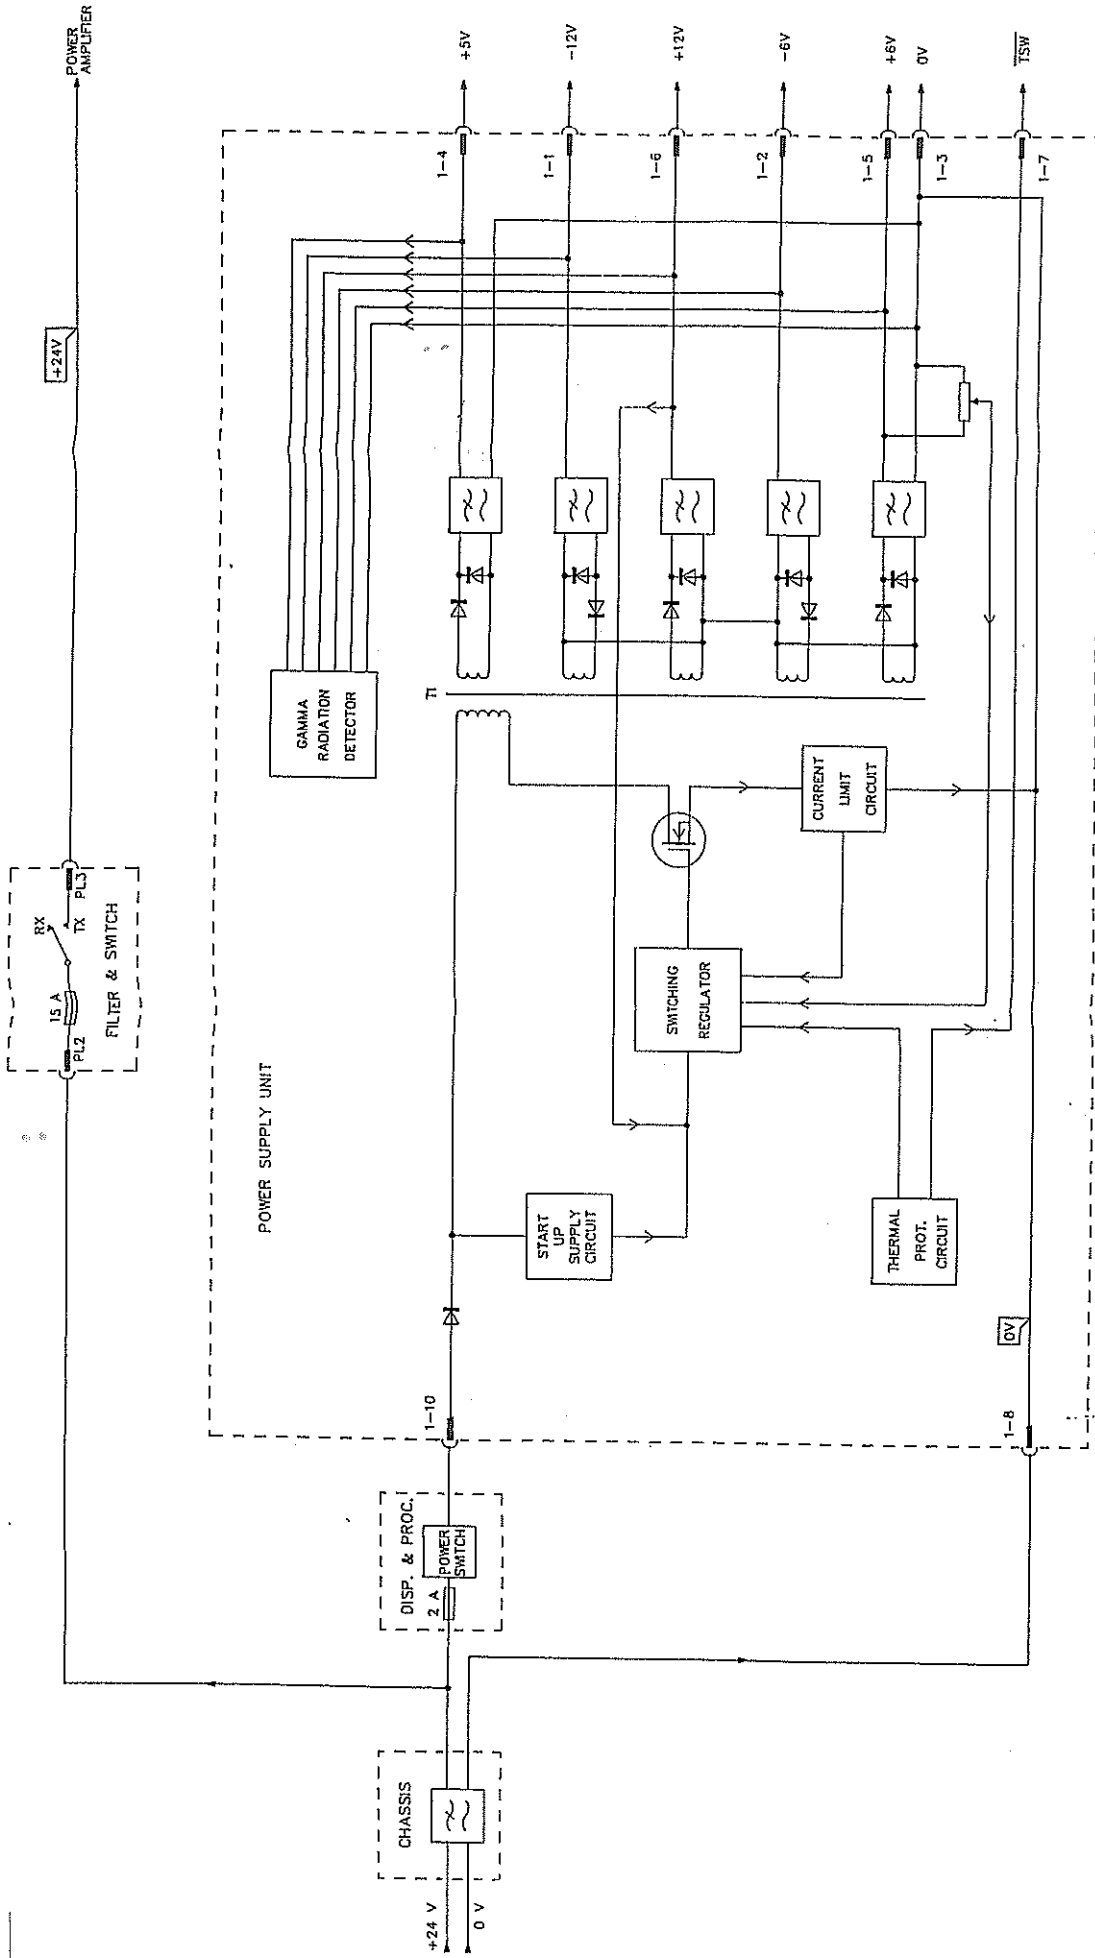 +24 V
0 V
CHASSIS
DISP. & PROC.
2 A
POWER
SWITCH
PL2
15 A
RX
TX
PL3
FILTER & SWITCH
+24V
POWER
AMPLIFIER
POWER SUPPLY UNIT
1-10
1-8
0V
START
UP
SUPPLY
CIRCUIT
THERMAL
PROT.
CIRCUIT
SWITCHING
REGULATOR
CURRENT
LIMIT
CIRCUIT
GAMMA
RADIATION
DETECTOR
T1
1-4
+5V
1-1
-12V
1-6
+12V
1-2
-6V
1-5
+6V
1-3
0V
1-7
TSW